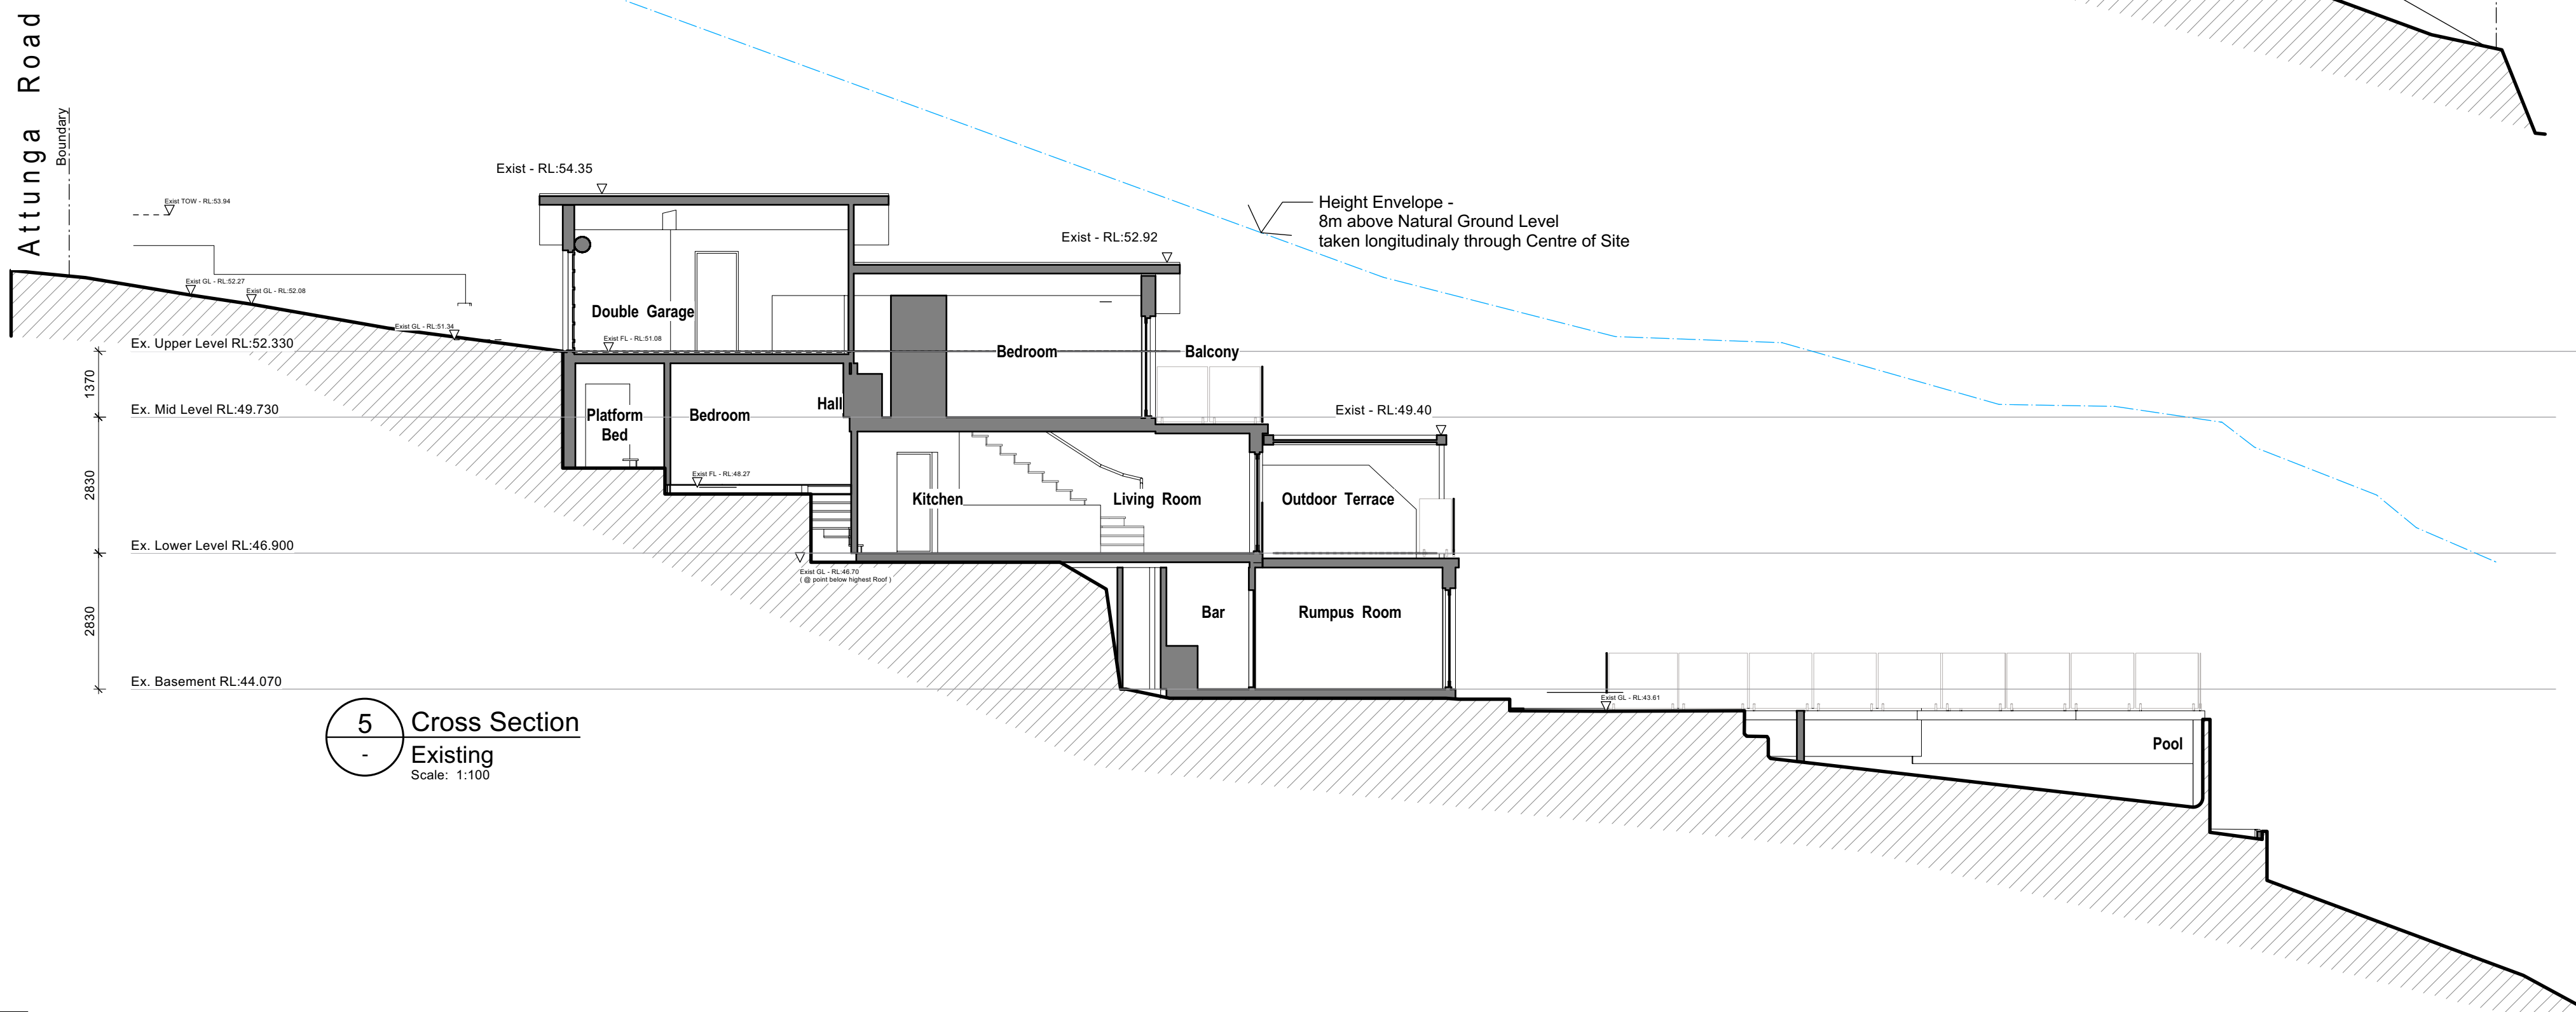 Attunga Road
Boundary
Exist TOW - RL:53.94
Exist - RL:54.35
Exist - RL:52.92
Height Envelope -
8m above Natural Ground Level
taken longitudinaly through Centre of Site
Exist GL - RL:52.27
Exist GL - RL:52.08
Exist GL - RL:51.34
Double Garage
Exist FL - RL:51.08
Ex. Upper Level RL:52.330
Bedroom
Balcony
1370
Ex. Mid Level RL:49.730
Platform
Bed
Bedroom
Hall
Exist - RL:49.40
2830
Exist FL - RL:48.27
Kitchen
Living Room
Outdoor Terrace
Ex. Lower Level RL:46.900
Exist GL - RL:46.70
( @ point below highest Roof )
2830
Bar
Rumpus Room
Ex. Basement RL:44.070
Exist GL - RL:43.61
Pool
5
-
Cross Section
Existing
Scale: 1:100